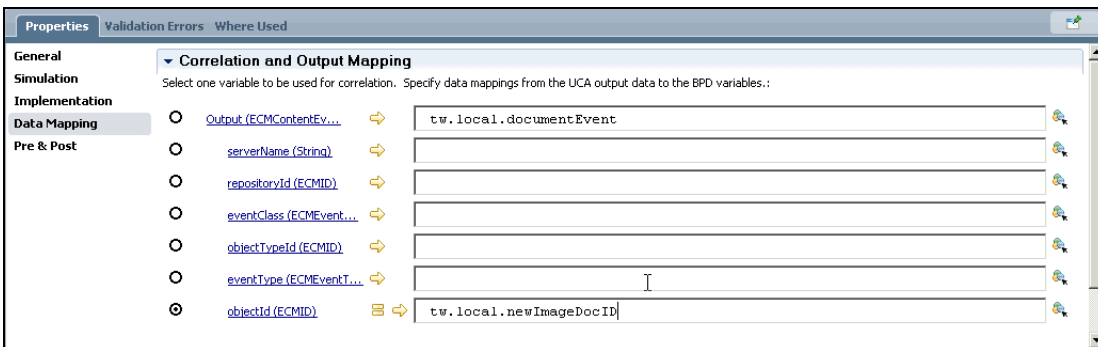 Properties Validation Errors Where Used
General
Simulation
Implementation
Data Mapping
Pre & Post
Correlation and Output Mapping
Select one variable to be used for correlation. Specify data mappings from the UCA output data to the BPD variables.:
Output (ECMContentEv... tw.local.documentEvent
serverName (String)
repositoryId (ECMID)
eventClass (ECMEvent...
objectTypeId (ECMID)
eventType (ECMEventT...
objectId (ECMID) tw.local.newImageDocID